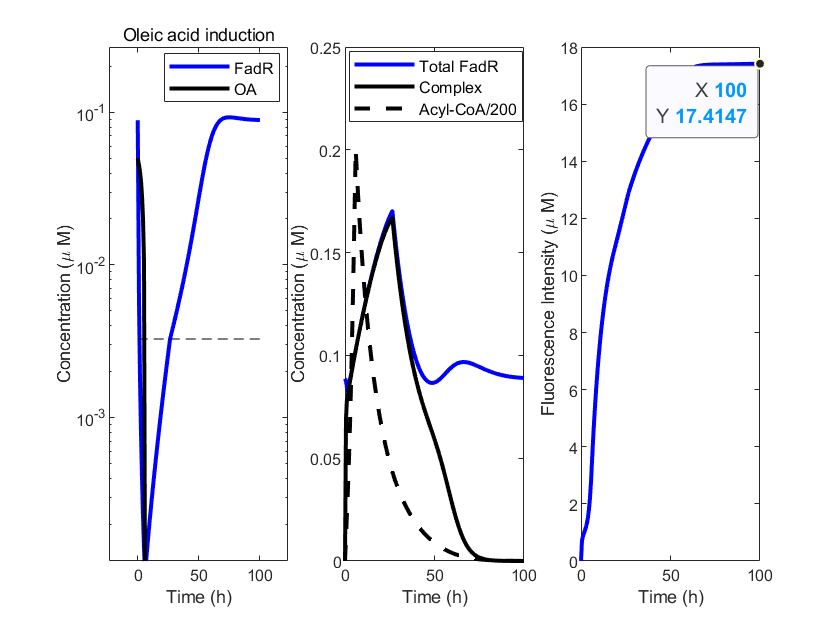 Oleic acid induction
FadR
OA
10^-1
10^-2
10^-3
Concentration (μ M)
0
50
100
Time (h)
Total FadR
Complex
Acyl-CoA/200
0.25
0.2
0.15
0.1
0.05
0
Concentration (μ M)
0
50
100
Time (h)
X 100
Y 17.4147
18
16
14
12
10
8
6
4
2
0
Fluorescence Intensity (μ M)
0
50
100
Time (h)